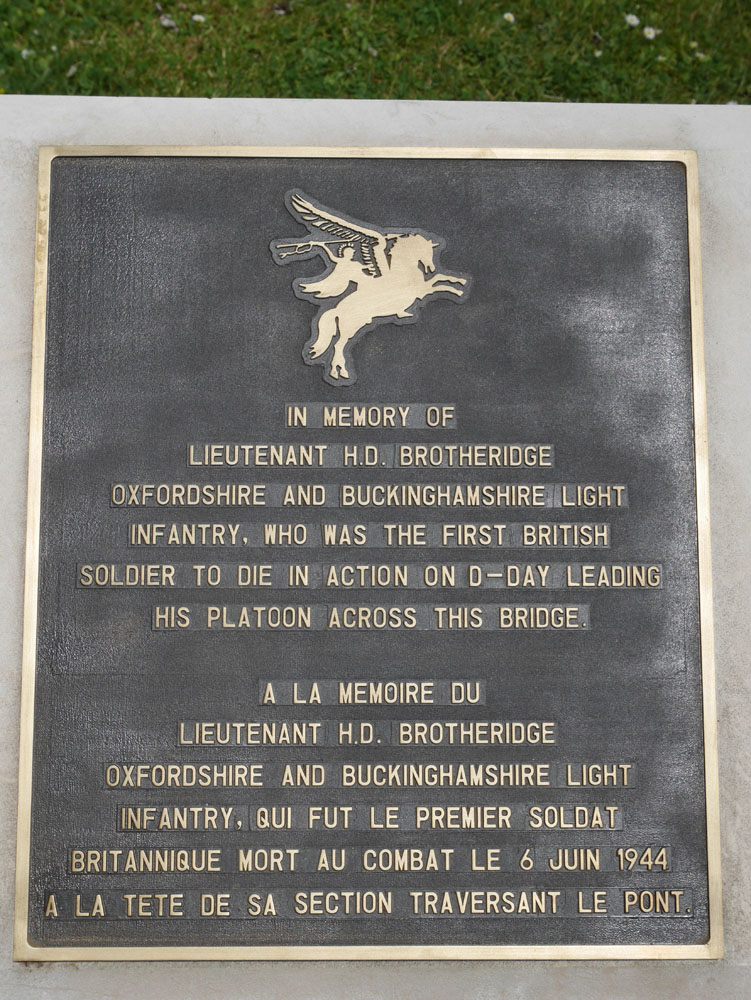 IN MEMORY OF
LIEUTENANT H.D. BROTHERIDGE
OXFORDSHIRE AND BUCKINGHAMSHIRE LIGHT
INFANTRY, WHO WAS THE FIRST BRITISH
SOLDIER TO DIE IN ACTION ON D-DAY LEADING
HIS PLATOON ACROSS THIS BRIDGE.
A LA MEMOIRE DU
LIEUTENANT H.D. BROTHERIDGE
OXFORDSHIRE AND BUCKINGHAMSHIRE LIGHT
INFANTRY, QUI FUT LE PREMIER SOLDAT
BRITANNIQUE MORT AU COMBAT LE 6 JUIN 1944
A LA TETE DE SA SECTION TRAVERSANT LE PONT.